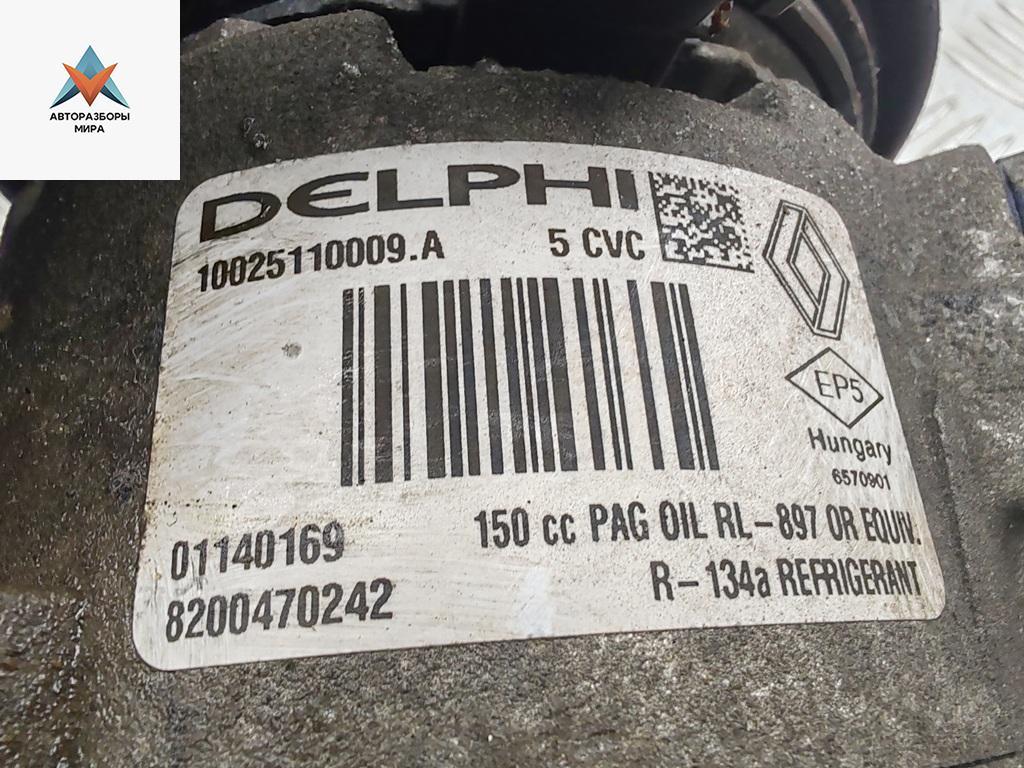 АВТОРАЗБОРЫ
МИРА
DELPHI
10025110009.A 5 CVC
EP5
Hungary
6570901
01140169 150 cc PAG OIL RL-897 OR EQUIV.
8200470242 R-134a REFRIGERANT